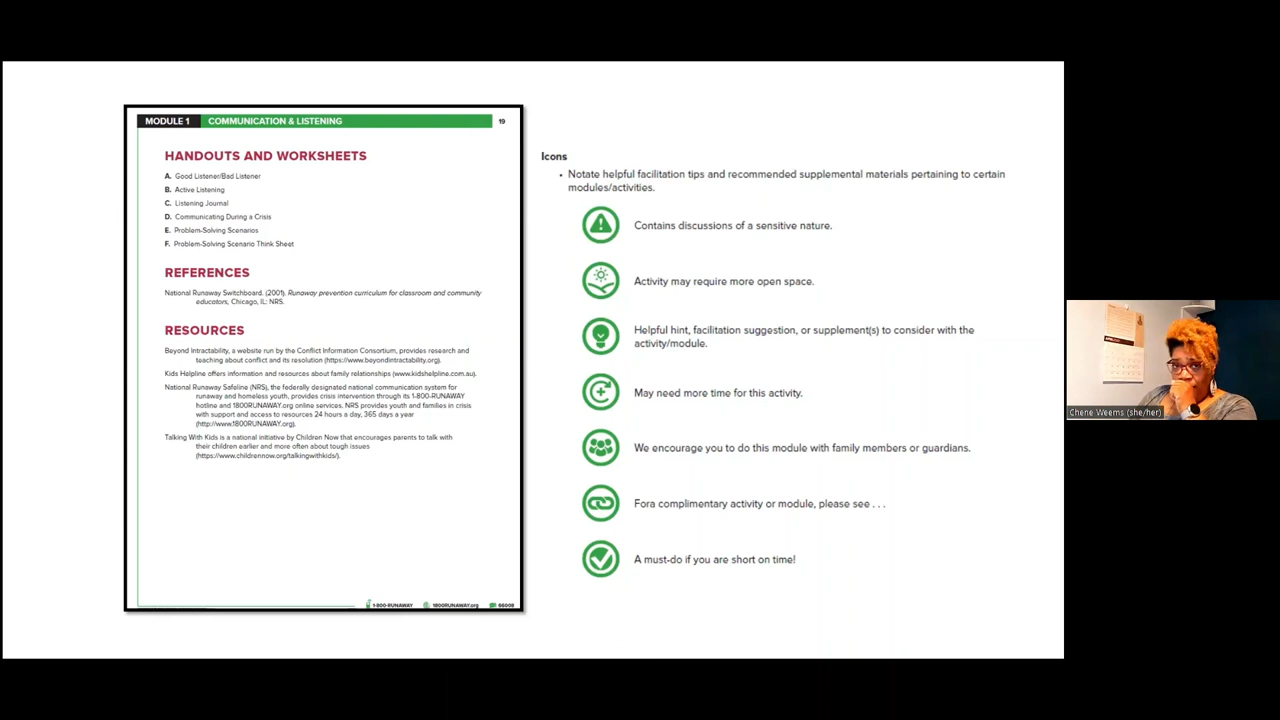 MODULE 1 COMMUNICATION & LISTENING 19
HANDOUTS AND WORKSHEETS
A. Good Listener/Bad Listener
B. Active Listening
C. Listening Journal
D. Communicating During a Crisis
E. Problem-Solving Scenarios
F. Problem-Solving Scenario Think Sheet
REFERENCES
National Runaway Switchboard. (2001). Runaway prevention curriculum for classroom and community
educators, Chicago, IL: NRS.
RESOURCES
Beyond Intractability, a website run by the Conflict Information Consortium, provides research and
teaching about conflict and its resolution (https://www.beyondintractability.org).
Kids Helpline offers information and resources about family relationships (www.kidshelpline.com.au).
National Runaway Safeline (NRS), the federally designated national communication system for
runaway and homeless youth, provides crisis intervention through its 1-800-RUNAWAY
hotline and 1800RUNAWAY.org online services. NRS provides youth and families in crisis
with support and access to resources 24 hours a day, 365 days a year
(http://www.1800RUNAWAY.org).
Talking With Kids is a national initiative by Children Now that encourages parents to talk with
their children earlier and more often about tough issues
(https://www.childrennow.org/talkingwithkids/).
1-800-RUNAWAY 1800RUNAWAY.org 66008
Icons
• Notate helpful facilitation tips and recommended supplemental materials pertaining to certain
modules/activities.
Contains discussions of a sensitive nature.
Activity may require more open space.
Helpful hint, facilitation suggestion, or supplement(s) to consider with the
activity/module.
May need more time for this activity.
We encourage you to do this module with family members or guardians.
Fora complimentary activity or module, please see . . .
A must-do if you are short on time!
Chene Weems (she/her)